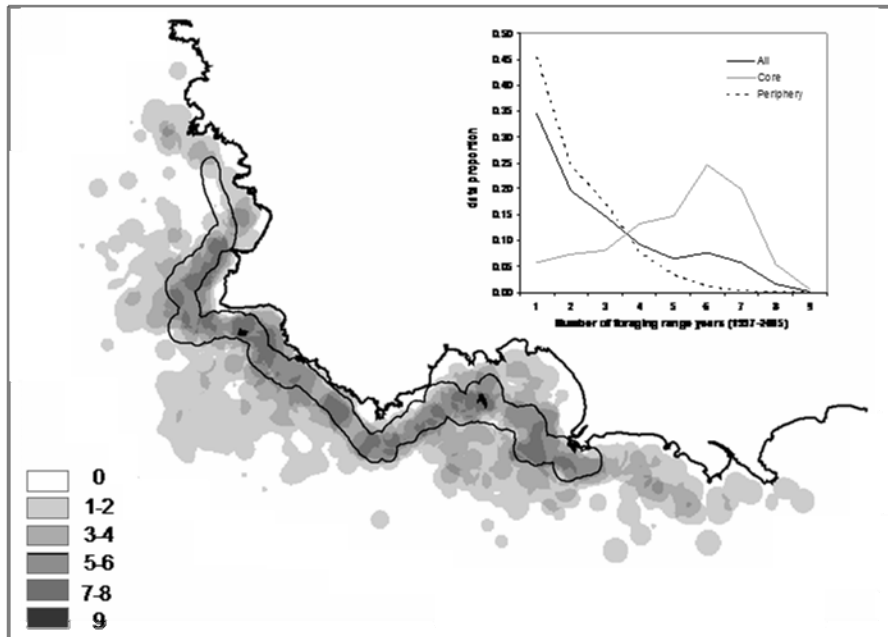 0.50
0.45
0.40
0.35
0.30
0.25
0.20
0.15
0.10
0.05
0.00
data proportion
All
Core
Periphery
1 2 3 4 5 6 7 8 9
Number of foraging range years (1997-2005)
0
1-2
3-4
5-6
7-8
9